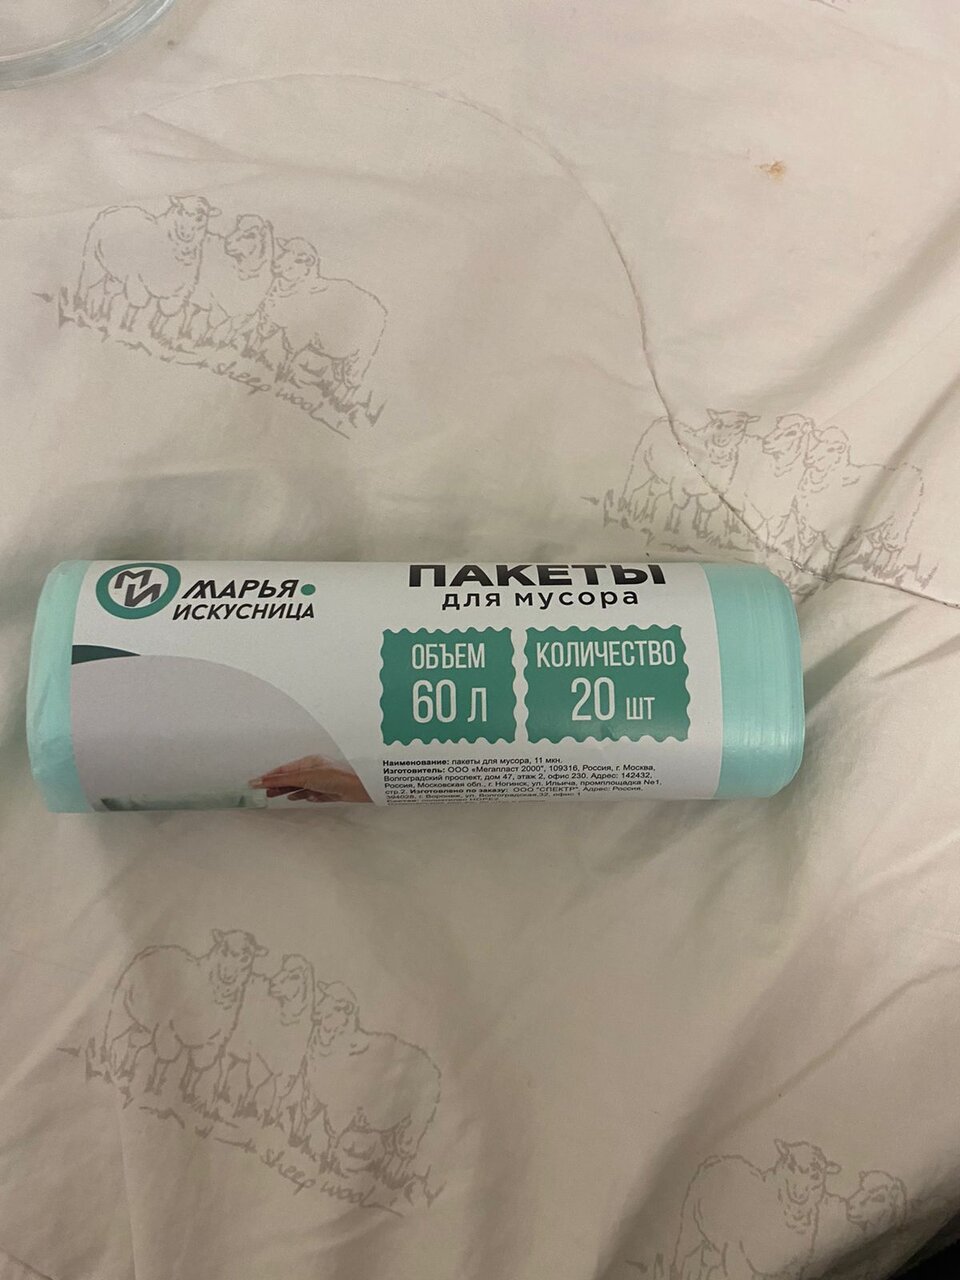 sheep wool
МИ
МАРЬЯ
ИСКУСНИЦА
ПАКЕТЫ
для мусора
ОБЪЕМ
60 Л
КОЛИЧЕСТВО
20 ШТ
Наименование: пакеты для мусора, 11 мкн.
Изготовитель: ООО «Мегапласт 2000", 109316, Россия, г. Москва,
Волгоградский проспект, дом 47, этаж 2, офис 230. Адрес: 142432,
Россия, Московская обл., г. Ногинск, ул. Ильича, промплощадка №1,
стр.2. Изготовлено по заказу: ООО "СПЕКТР", Адрес: Россия,
394028, г. Воронеж, ул. Волгоградская,32, офис 1
sheep wool